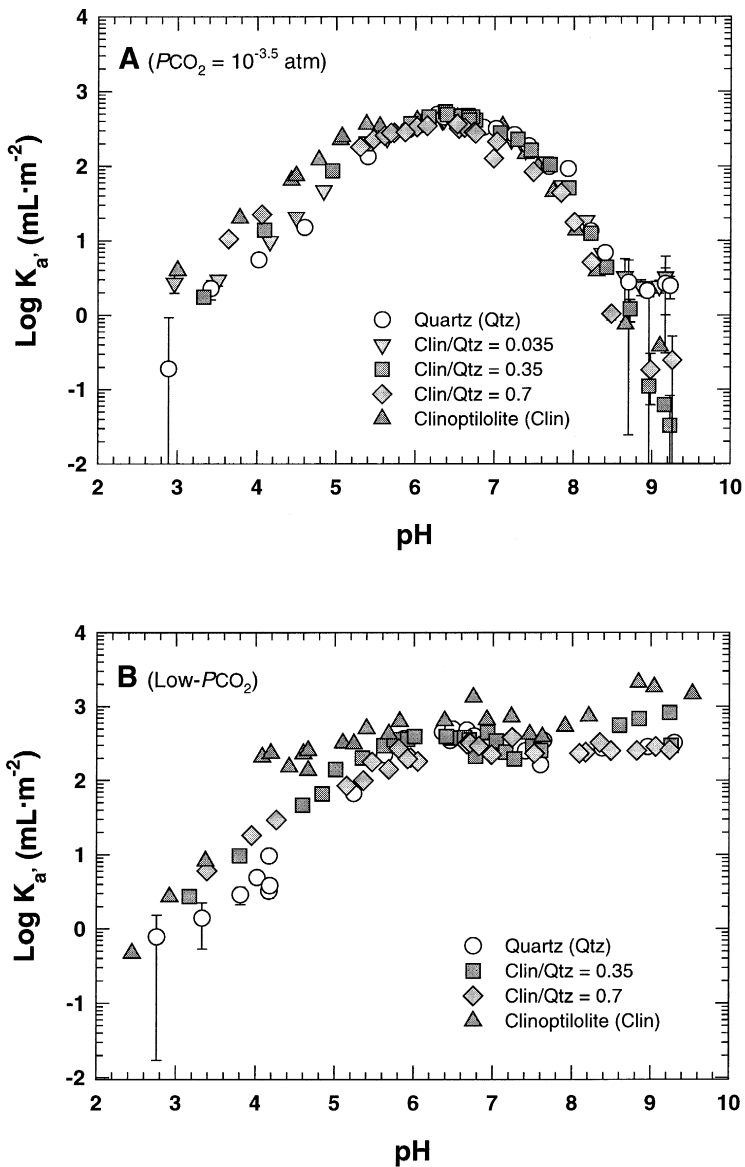 4
A (PCO₂ = 10⁻³·⁵ atm)
3
2
1
0
-1
-2
Log Kₐ, (mL·m⁻²)
Quartz (Qtz)
Clin/Qtz = 0.035
Clin/Qtz = 0.35
Clin/Qtz = 0.7
Clinoptilolite (Clin)
2 3 4 5 6 7 8 9 10
pH
4
B (Low-PCO₂)
3
2
1
0
-1
-2
Log Kₐ, (mL·m⁻²)
Quartz (Qtz)
Clin/Qtz = 0.35
Clin/Qtz = 0.7
Clinoptilolite (Clin)
2 3 4 5 6 7 8 9 10
pH